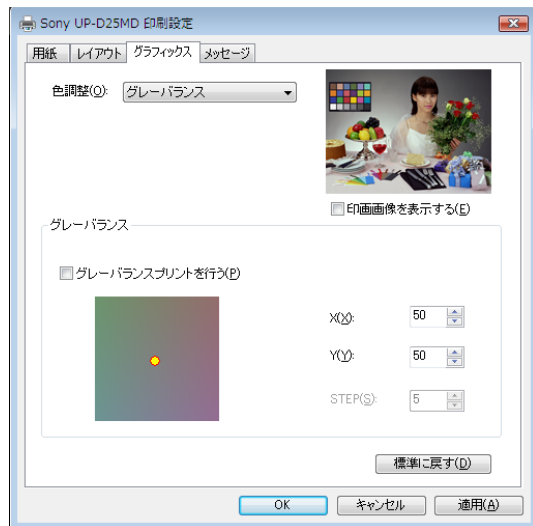 Sony UP-D25MD 印刷設定
用紙 レイアウト グラフィックス メッセージ
色調整(O): グレーバランス
印画画像を表示する(E)
グレーバランス
グレーバランスプリントを行う(P)
X(X): 50
Y(Y): 50
STEP(S): 5
標準に戻す(D)
OK キャンセル 適用(A)